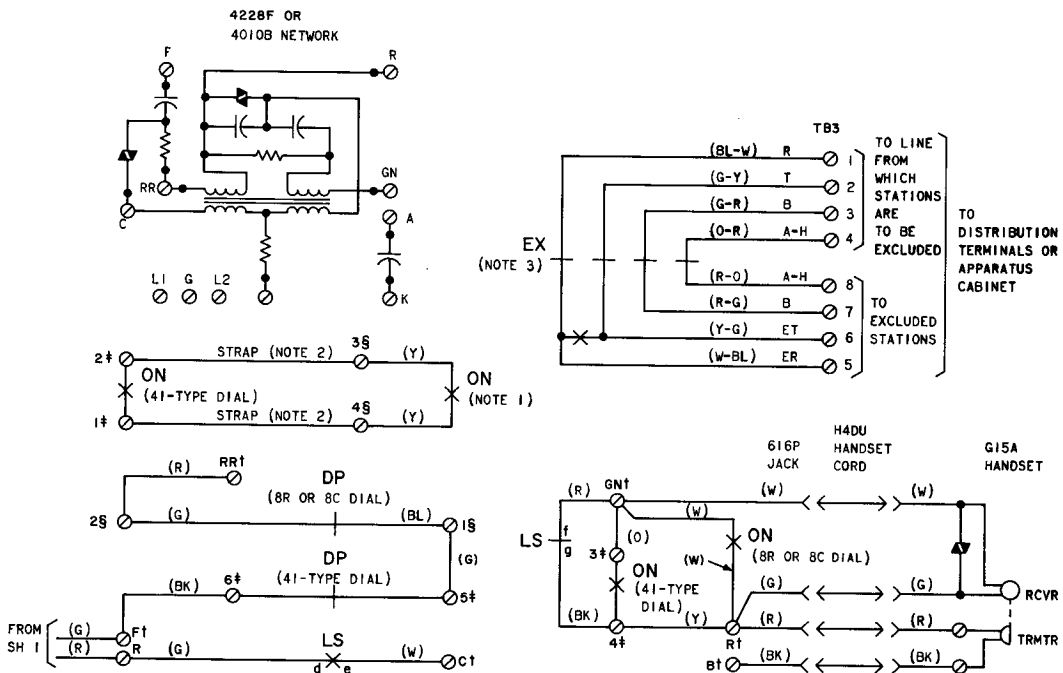 4228F OR
4010B NETWORK
F
R
RR
GN
C
A
L1 G L2
K
TB3
(BL-W) R 1
(G-Y) T 2
(G-R) B 3
(O-R) A-H 4
(R-O) A-H 8
(R-G) B 7
(Y-G) ET 6
(W-BL) ER 5
EX
(NOTE 3)
TO LINE
FROM
WHICH
STATIONS
ARE
TO BE
EXCLUDED
TO
EXCLUDED
STATIONS
TO
DISTRIBUTION
TERMINALS OR
APPARATUS
CABINET
2‡ STRAP (NOTE 2) 3§ (Y)
ON
(41-TYPE DIAL)
ON
(NOTE 1)
1‡ STRAP (NOTE 2) 4§ (Y)
(R) RR†
DP
(8R OR 8C DIAL)
2§ (G) (BL) 1§
(G)
DP
(41-TYPE DIAL)
(BK) 6‡ 5‡
FROM
SH 1
(G) F†
(R) R (G) LS (W) C†
d e
616P
JACK
H4DU
HANDSET
CORD
G15A
HANDSET
(R) GN† (W) (W)
(W)
LS
f
g
(O)
3‡
ON
(41-TYPE
DIAL)
ON
(8R OR 8C DIAL)
(W)
(G) (G)
RCVR
(BK) 4‡ (Y) R† (R) (R)
TRMTR
B† (BK) (BK)